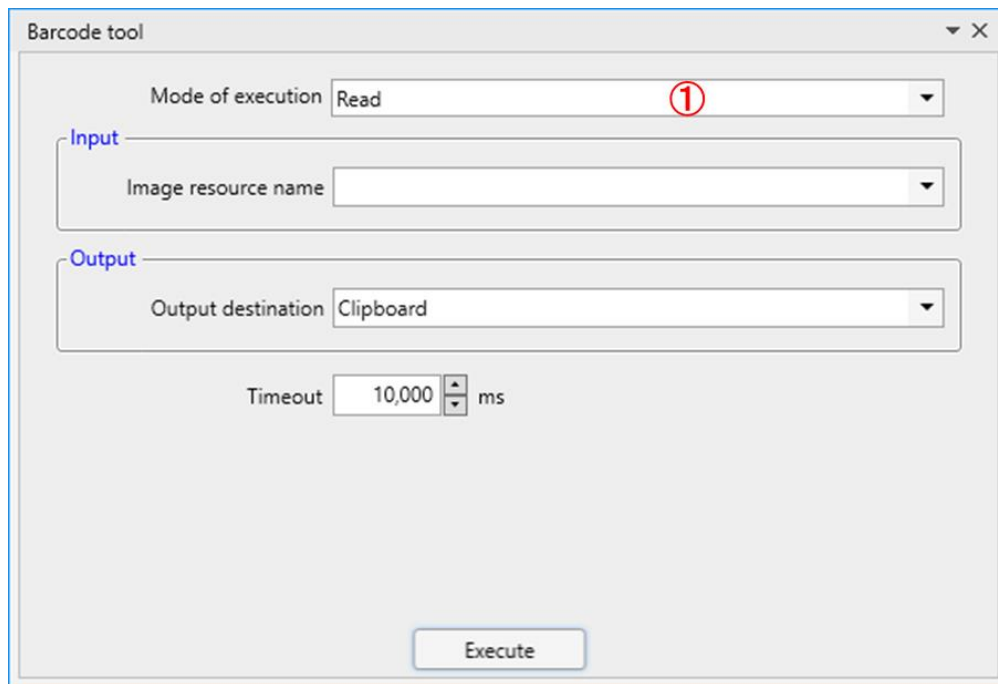 Barcode tool
Mode of execution Read ①
Input
Image resource name
Output
Output destination Clipboard
Timeout 10,000 ms
Execute